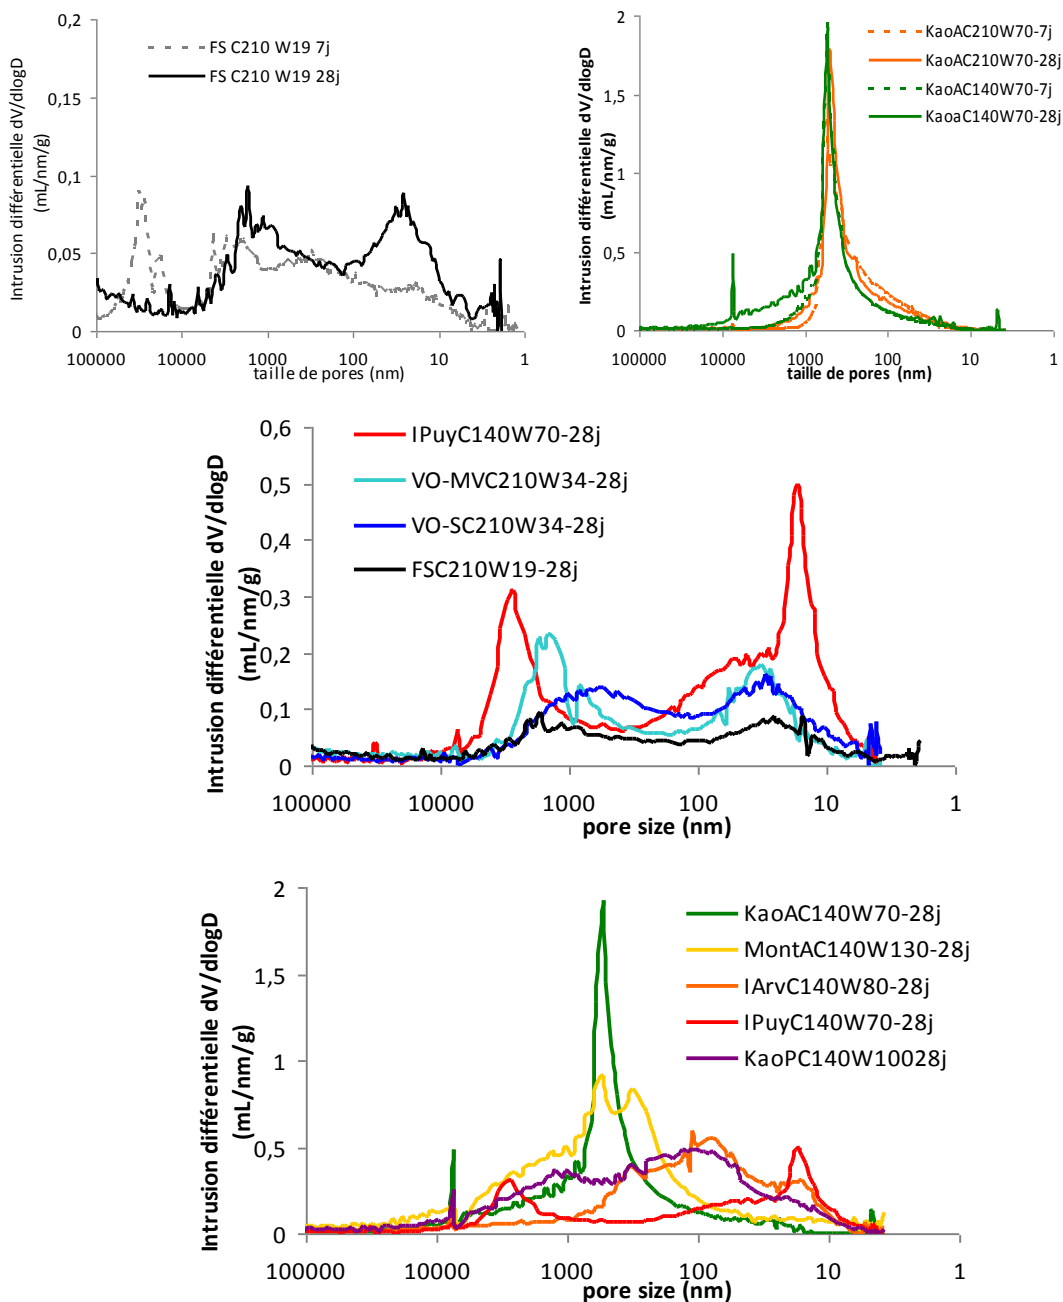 Intrusion différentielle dV/dlogD
(mL/nm/g)
0,2
0,15
0,1
0,05
0
FS C210 W19 7j
FS C210 W19 28j
100000 10000 1000 100 10 1
taille de pores (nm)
Intrusion différentielle dV/dlogD
(mL/nm/g)
2
1,5
1
0,5
0
KaoAC210W70-7j
KaoAC210W70-28j
KaoAC140W70-7j
KaoaC140W70-28j
100000 10000 1000 100 10 1
taille de pores (nm)
Intrusion différentielle dV/dlogD
(mL/nm/g)
0,6
0,5
0,4
0,3
0,2
0,1
0
IPuyC140W70-28j
VO-MVC210W34-28j
VO-SC210W34-28j
FSC210W19-28j
100000 10000 1000 100 10 1
pore size (nm)
Intrusion différentielle dV/dlogD
(mL/nm/g)
2
1,5
1
0,5
0
KaoAC140W70-28j
MontAC140W130-28j
IArvC140W80-28j
IPuyC140W70-28j
KaoPC140W10028j
100000 10000 1000 100 10 1
pore size (nm)